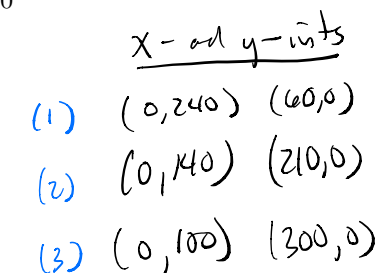 x- ad y-ints
(1) (0,240) (60,0)
(2) (0,140) (210,0)
(3) (0,100) (300,0)